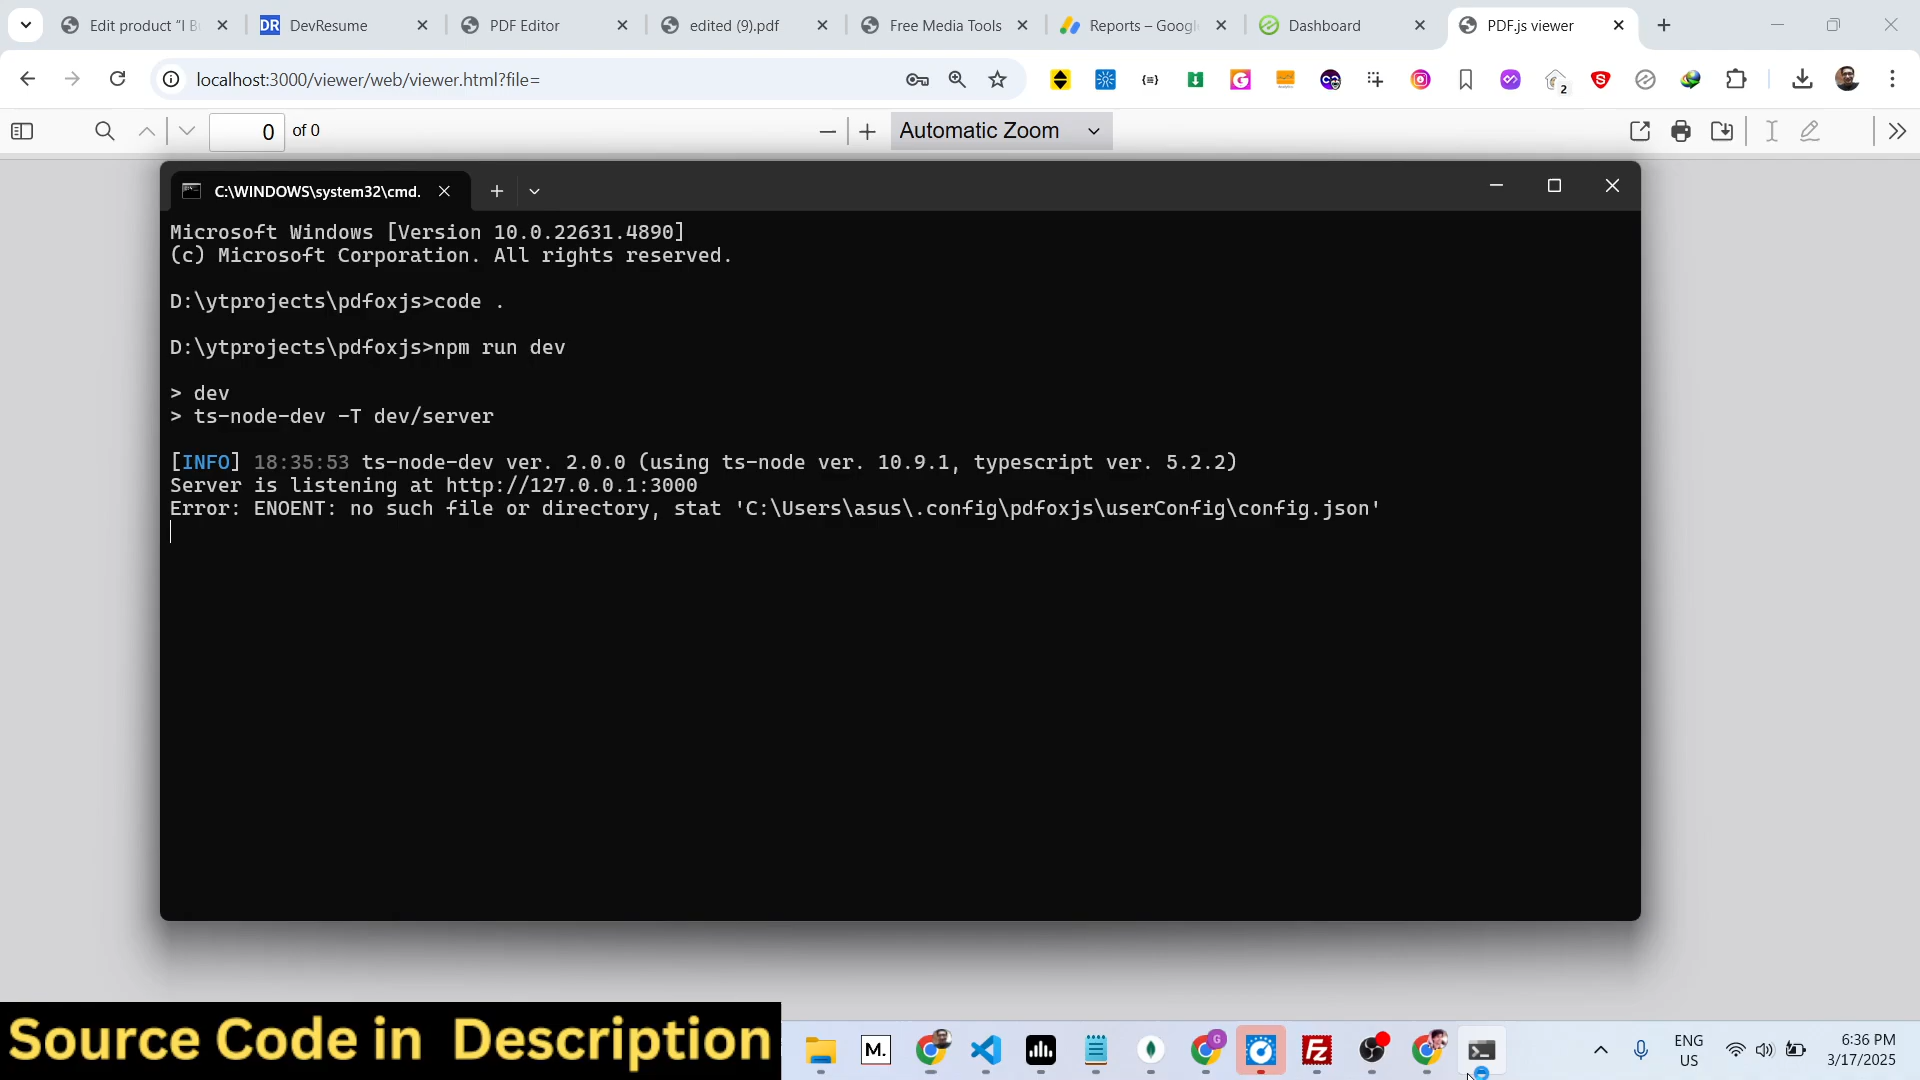 Edit product “I B
DevResume
PDF Editor
edited (9).pdf
Free Media Tools
Reports – Googl
Dashboard
PDF.js viewer
localhost:3000/viewer/web/viewer.html?file=
2
0 of 0
Automatic Zoom
C:\WINDOWS\system32\cmd.
Microsoft Windows [Version 10.0.22631.4890]
(c) Microsoft Corporation. All rights reserved.
D:\ytprojects\pdfoxjs>code .
D:\ytprojects\pdfoxjs>npm run dev
> dev
> ts-node-dev -T dev/server
[INFO] 18:35:53 ts-node-dev ver. 2.0.0 (using ts-node ver. 10.9.1, typescript ver. 5.2.2)
Server is listening at http://127.0.0.1:3000
Error: ENOENT: no such file or directory, stat 'C:\Users\asus\.config\pdfoxjs\userConfig\config.json'
Source Code in Description
M.
G
ENG
US
6:36 PM
3/17/2025